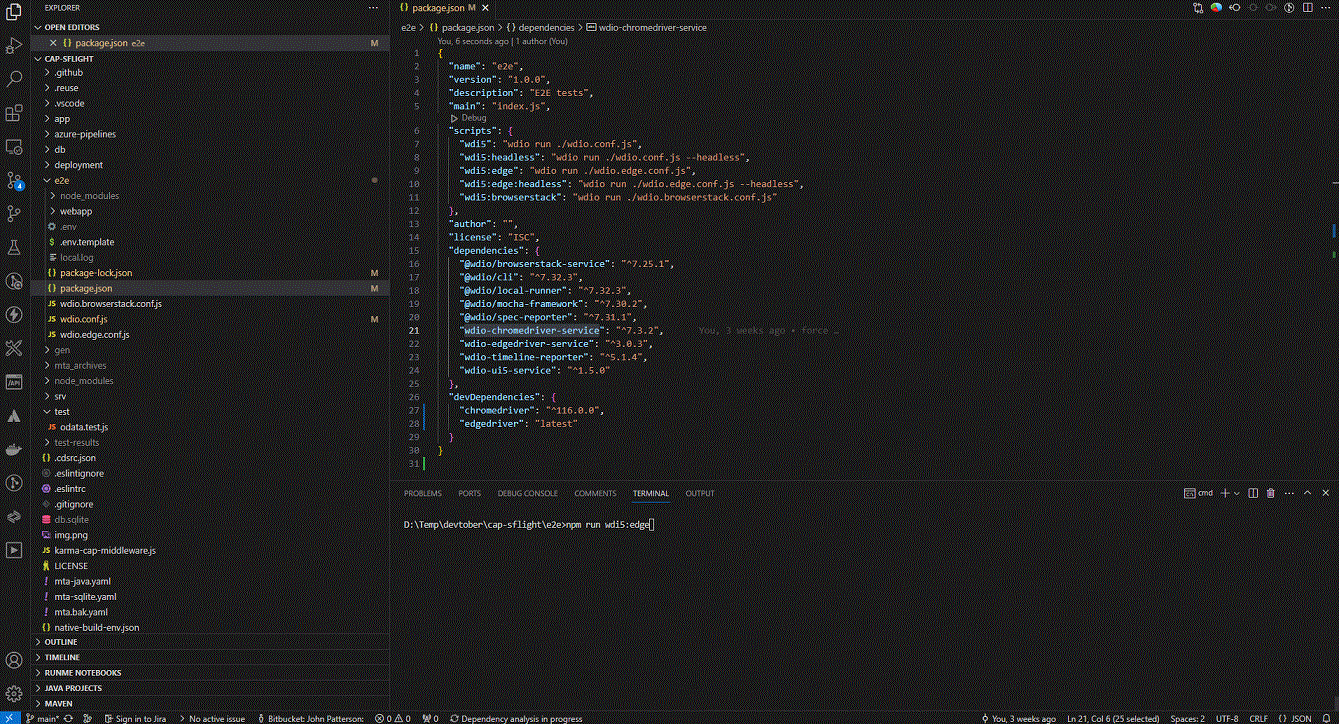 EXPLORER
OPEN EDITORS
package.json e2e M
CAP-SFLIGHT
.github
.reuse
.vscode
app
azure-pipelines
db
deployment
e2e
node_modules
webapp
.env
.env.template
local.log
package-lock.json M
package.json M
wdio.browserstack.conf.js
wdio.conf.js M
wdio.edge.conf.js
gen
mta_archives
node_modules
srv
test
odata.test.js
test-results
.cdsrc.json
.eslintignore
.eslintrc
.gitignore
db.sqlite
img.png
karma-cap-middleware.js
LICENSE
mta-java.yaml
mta-sqlite.yaml
mta.bak.yaml
native-build-env.json
OUTLINE
TIMELINE
RUNME NOTEBOOKS
JAVA PROJECTS
MAVEN
4
package.json M
e2e > {} package.json > {} dependencies > wdio-chromedriver-service
You, 6 seconds ago | 1 author (You)
1 {
2 "name": "e2e",
3 "version": "1.0.0",
4 "description": "E2E tests",
5 "main": "index.js",
Debug
6 "scripts": {
7 "wdi5": "wdio run ./wdio.conf.js",
8 "wdi5:headless": "wdio run ./wdio.conf.js --headless",
9 "wdi5:edge": "wdio run ./wdio.edge.conf.js",
10 "wdi5:edge:headless": "wdio run ./wdio.edge.conf.js --headless",
11 "wdi5:browserstack": "wdio run ./wdio.browserstack.conf.js"
12 },
13 "author": "",
14 "license": "ISC",
15 "dependencies": {
16 "@wdio/browserstack-service": "^7.25.1",
17 "@wdio/cli": "^7.32.3",
18 "@wdio/local-runner": "^7.32.3",
19 "@wdio/mocha-framework": "^7.30.2",
20 "@wdio/spec-reporter": "^7.31.1",
21 "wdio-chromedriver-service": "^7.3.2", You, 3 weeks ago • force …
22 "wdio-edgedriver-service": "^3.0.3",
23 "wdio-timeline-reporter": "^5.1.4",
24 "wdio-ui5-service": "^1.5.0"
25 },
26 "devDependencies": {
27 "chromedriver": "^116.0.0",
28 "edgedriver": "latest"
29 }
30 }
31
PROBLEMS PORTS DEBUG CONSOLE COMMENTS TERMINAL OUTPUT cmd
D:\Temp\devtober\cap-sflight\e2e>npm run wdi5:edge
main* Sign in to Jira No active issue Bitbucket: John Patterson: 0 0 0 Dependency analysis in progress You, 3 weeks ago Ln 21, Col 6 (25 selected) Spaces: 2 UTF-8 CRLF {} JSON